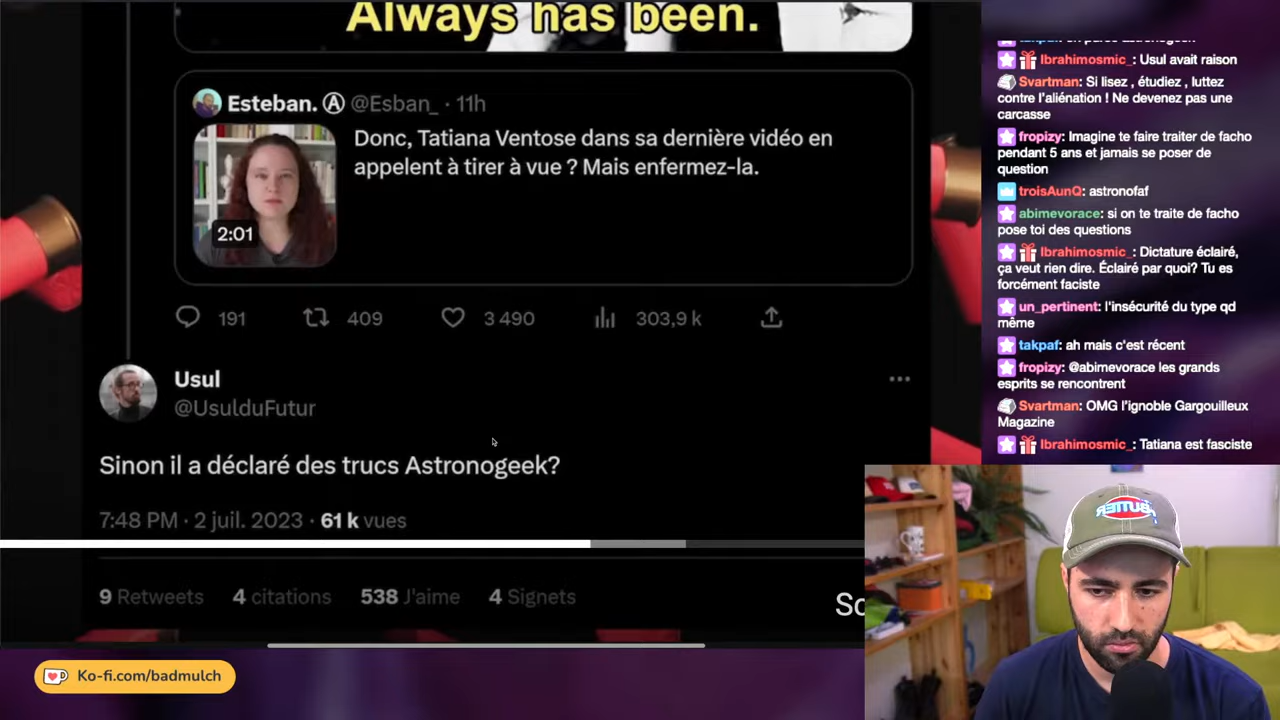 Always has been.
Esteban. Ⓐ @Esban_ · 11h
Donc, Tatiana Ventose dans sa dernière vidéo en
appelent à tirer à vue ? Mais enfermez-la.
2:01
191 409 3 490 303,9 k
Usul
@UsulduFutur
Sinon il a déclaré des trucs Astronogeek?
7:48 PM · 2 juil. 2023 · 61 k vues
9 Retweets 4 citations 538 J'aime 4 Signets
Sc
Ko-fi.com/badmulch
Ibrahimosmic_: Usul avait raison
Svartman: Si lisez , étudiez , luttez
contre l'aliénation ! Ne devenez pas une
carcasse
fropizy: Imagine te faire traiter de facho
pendant 5 ans et jamais se poser de
question
troisAunQ: astronofaf
abimevorace: si on te traite de facho
pose toi des questions
Ibrahimosmic_: Dictature éclairé,
ça veut rien dire. Éclairé par quoi? Tu es
forcément faciste
un_pertinent: l'insécurité du type qd
même
takpaf: ah mais c'est récent
fropizy: @abimevorace les grands
esprits se rencontrent
Svartman: OMG l'ignoble Gargouilleux
Magazine
Ibrahimosmic_: Tatiana est fasciste